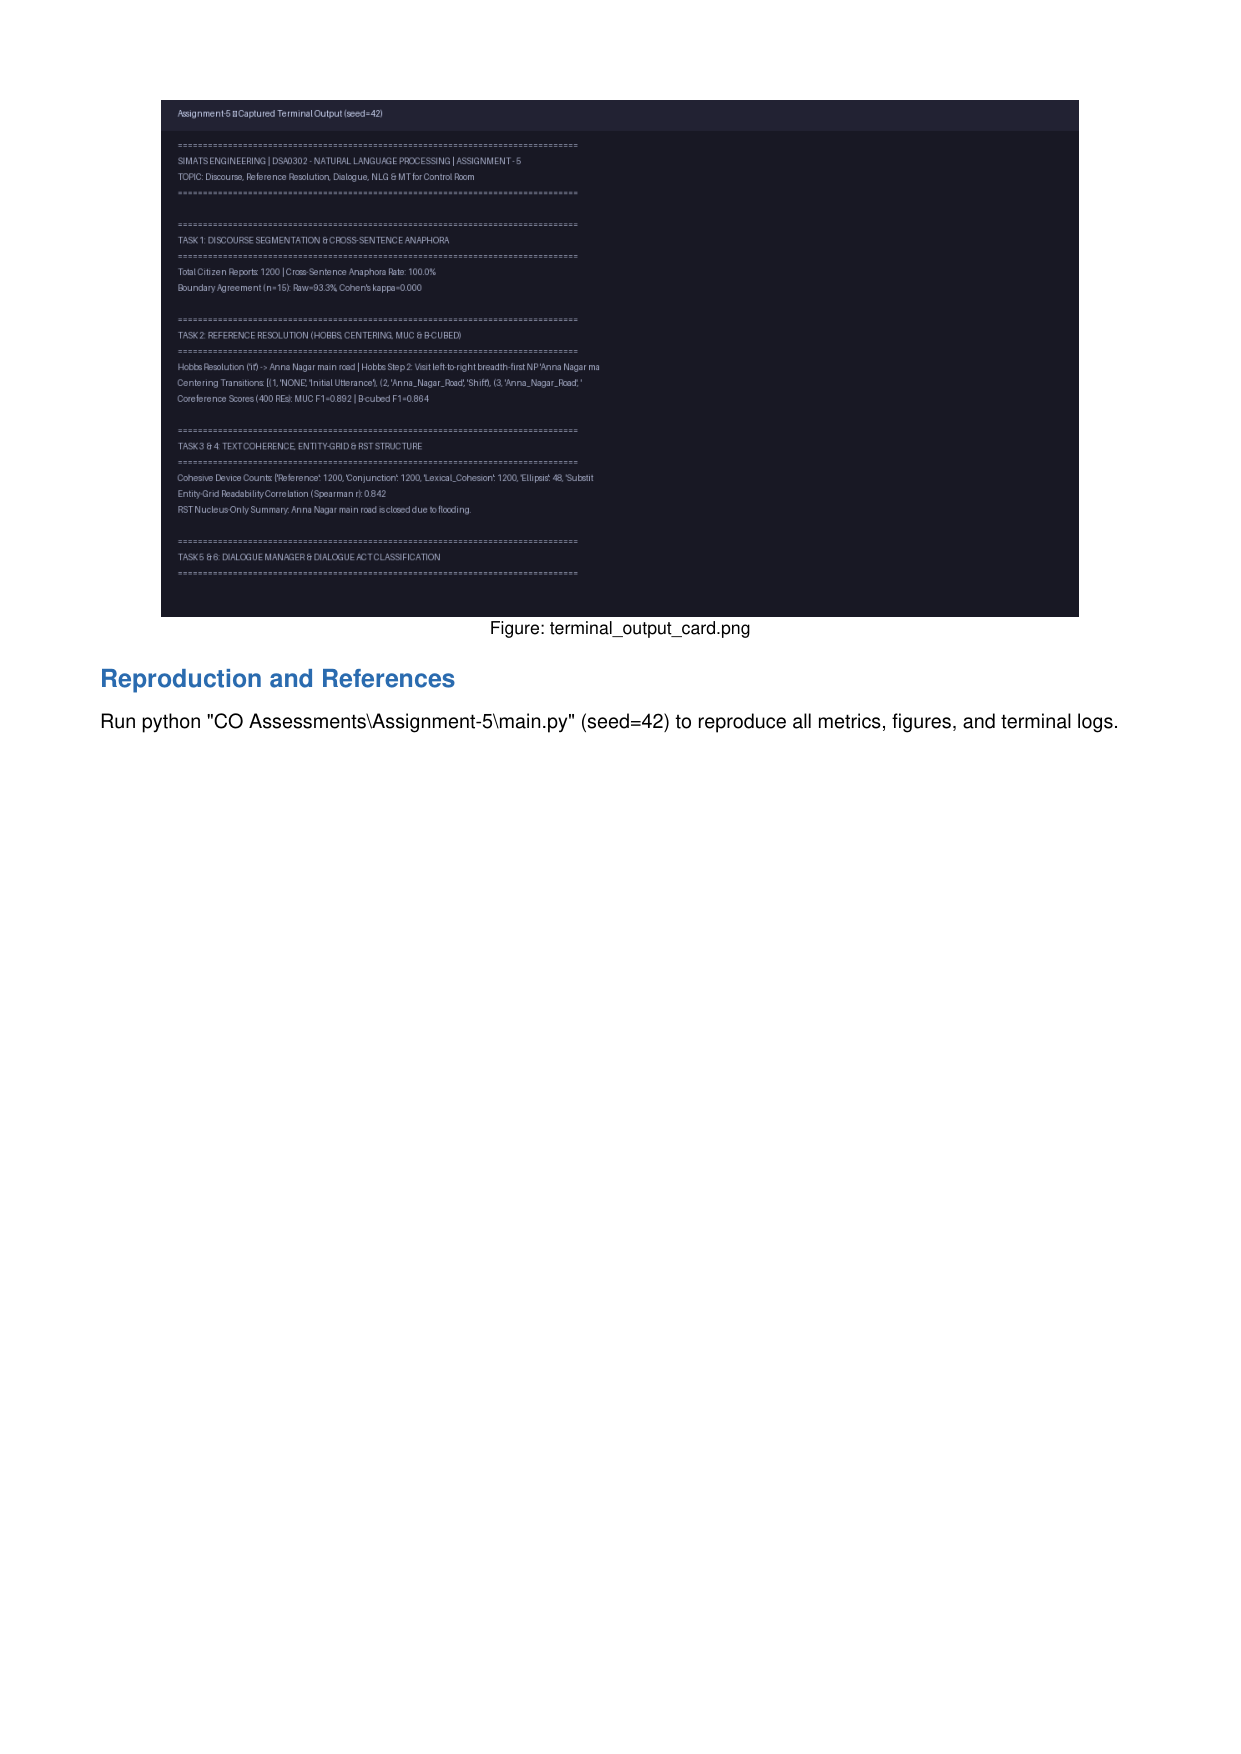 Assignment-5 ☒ Captured Terminal Output (seed=42)
================================================================================
SIMATS ENGINEERING | DSA0302 - NATURAL LANGUAGE PROCESSING | ASSIGNMENT - 5
TOPIC: Discourse, Reference Resolution, Dialogue, NLG & MT for Control Room
================================================================================
================================================================================
TASK 1: DISCOURSE SEGMENTATION & CROSS-SENTENCE ANAPHORA
================================================================================
Total Citizen Reports: 1200 | Cross-Sentence Anaphora Rate: 100.0%
Boundary Agreement (n=15): Raw=93.3%, Cohen's kappa=0.000
================================================================================
TASK 2: REFERENCE RESOLUTION (HOBBS, CENTERING, MUC & B-CUBED)
================================================================================
Hobbs Resolution ('it') -> Anna Nagar main road | Hobbs Step 2: Visit left-to-right breadth-first NP 'Anna Nagar ma
Centering Transitions: [(1, 'NONE', 'Initial Utterance'), (2, 'Anna_Nagar_Road', 'Shift'), (3, 'Anna_Nagar_Road', '
Coreference Scores (400 REs): MUC F1=0.892 | B-cubed F1=0.864
================================================================================
TASK 3 & 4: TEXT COHERENCE, ENTITY-GRID & RST STRUCTURE
================================================================================
Cohesive Device Counts: {'Reference': 1200, 'Conjunction': 1200, 'Lexical_Cohesion': 1200, 'Ellipsis': 48, 'Substit
Entity-Grid Readability Correlation (Spearman r): 0.842
RST Nucleus-Only Summary: Anna Nagar main road is closed due to flooding.
================================================================================
TASK 5 & 6: DIALOGUE MANAGER & DIALOGUE ACT CLASSIFICATION
================================================================================
Figure: terminal_output_card.png
Reproduction and References
Run python "CO Assessments\Assignment-5\main.py" (seed=42) to reproduce all metrics, figures, and terminal logs.